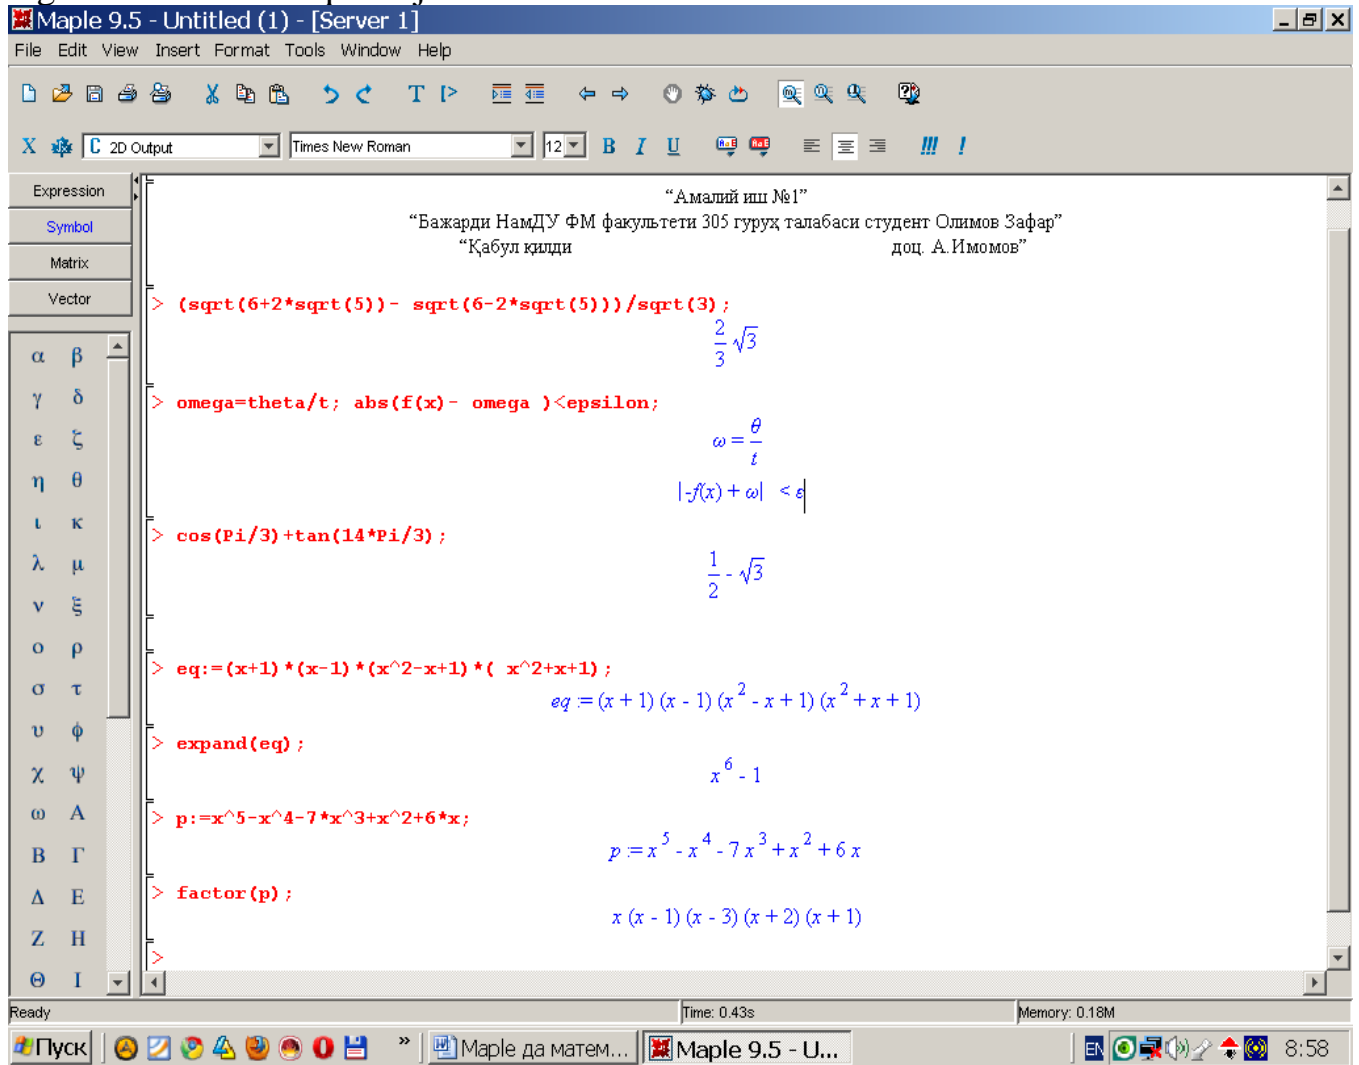 Maple 9.5 - Untitled (1) - [Server 1]
File Edit View Insert Format Tools Window Help
C 2D Output Times New Roman 12 B I U !!! !
Expression
Symbol
Matrix
Vector
α β
γ δ
ε ζ
η θ
ι κ
λ μ
ν ξ
ο ρ
σ τ
υ φ
χ ψ
ω Α
Β Γ
Δ Ε
Ζ Η
Θ Ι
“Амалий иш №1”
“Бажарди НамДУ ФМ факультети 305 гуруҳ талабаси студент Олимов Зафар”
“Қабул қилди доц. А.Имомов”
> (sqrt(6+2*sqrt(5))- sqrt(6-2*sqrt(5)))/sqrt(3);
2/3 √3
> omega=theta/t; abs(f(x)- omega )<epsilon;
ω = θ/t
|-f(x) + ω| < ε
> cos(Pi/3)+tan(14*Pi/3);
1/2 - √3
> eq:=(x+1)*(x-1)*(x^2-x+1)*( x^2+x+1);
eq := (x + 1) (x - 1) (x^2 - x + 1) (x^2 + x + 1)
> expand(eq);
x^6 - 1
> p:=x^5-x^4-7*x^3+x^2+6*x;
p := x^5 - x^4 - 7 x^3 + x^2 + 6 x
> factor(p);
x (x - 1) (x - 3) (x + 2) (x + 1)
>
Ready Time: 0.43s Memory: 0.18M
Пуск » Maple да матем... Maple 9.5 - U... EN 8:58